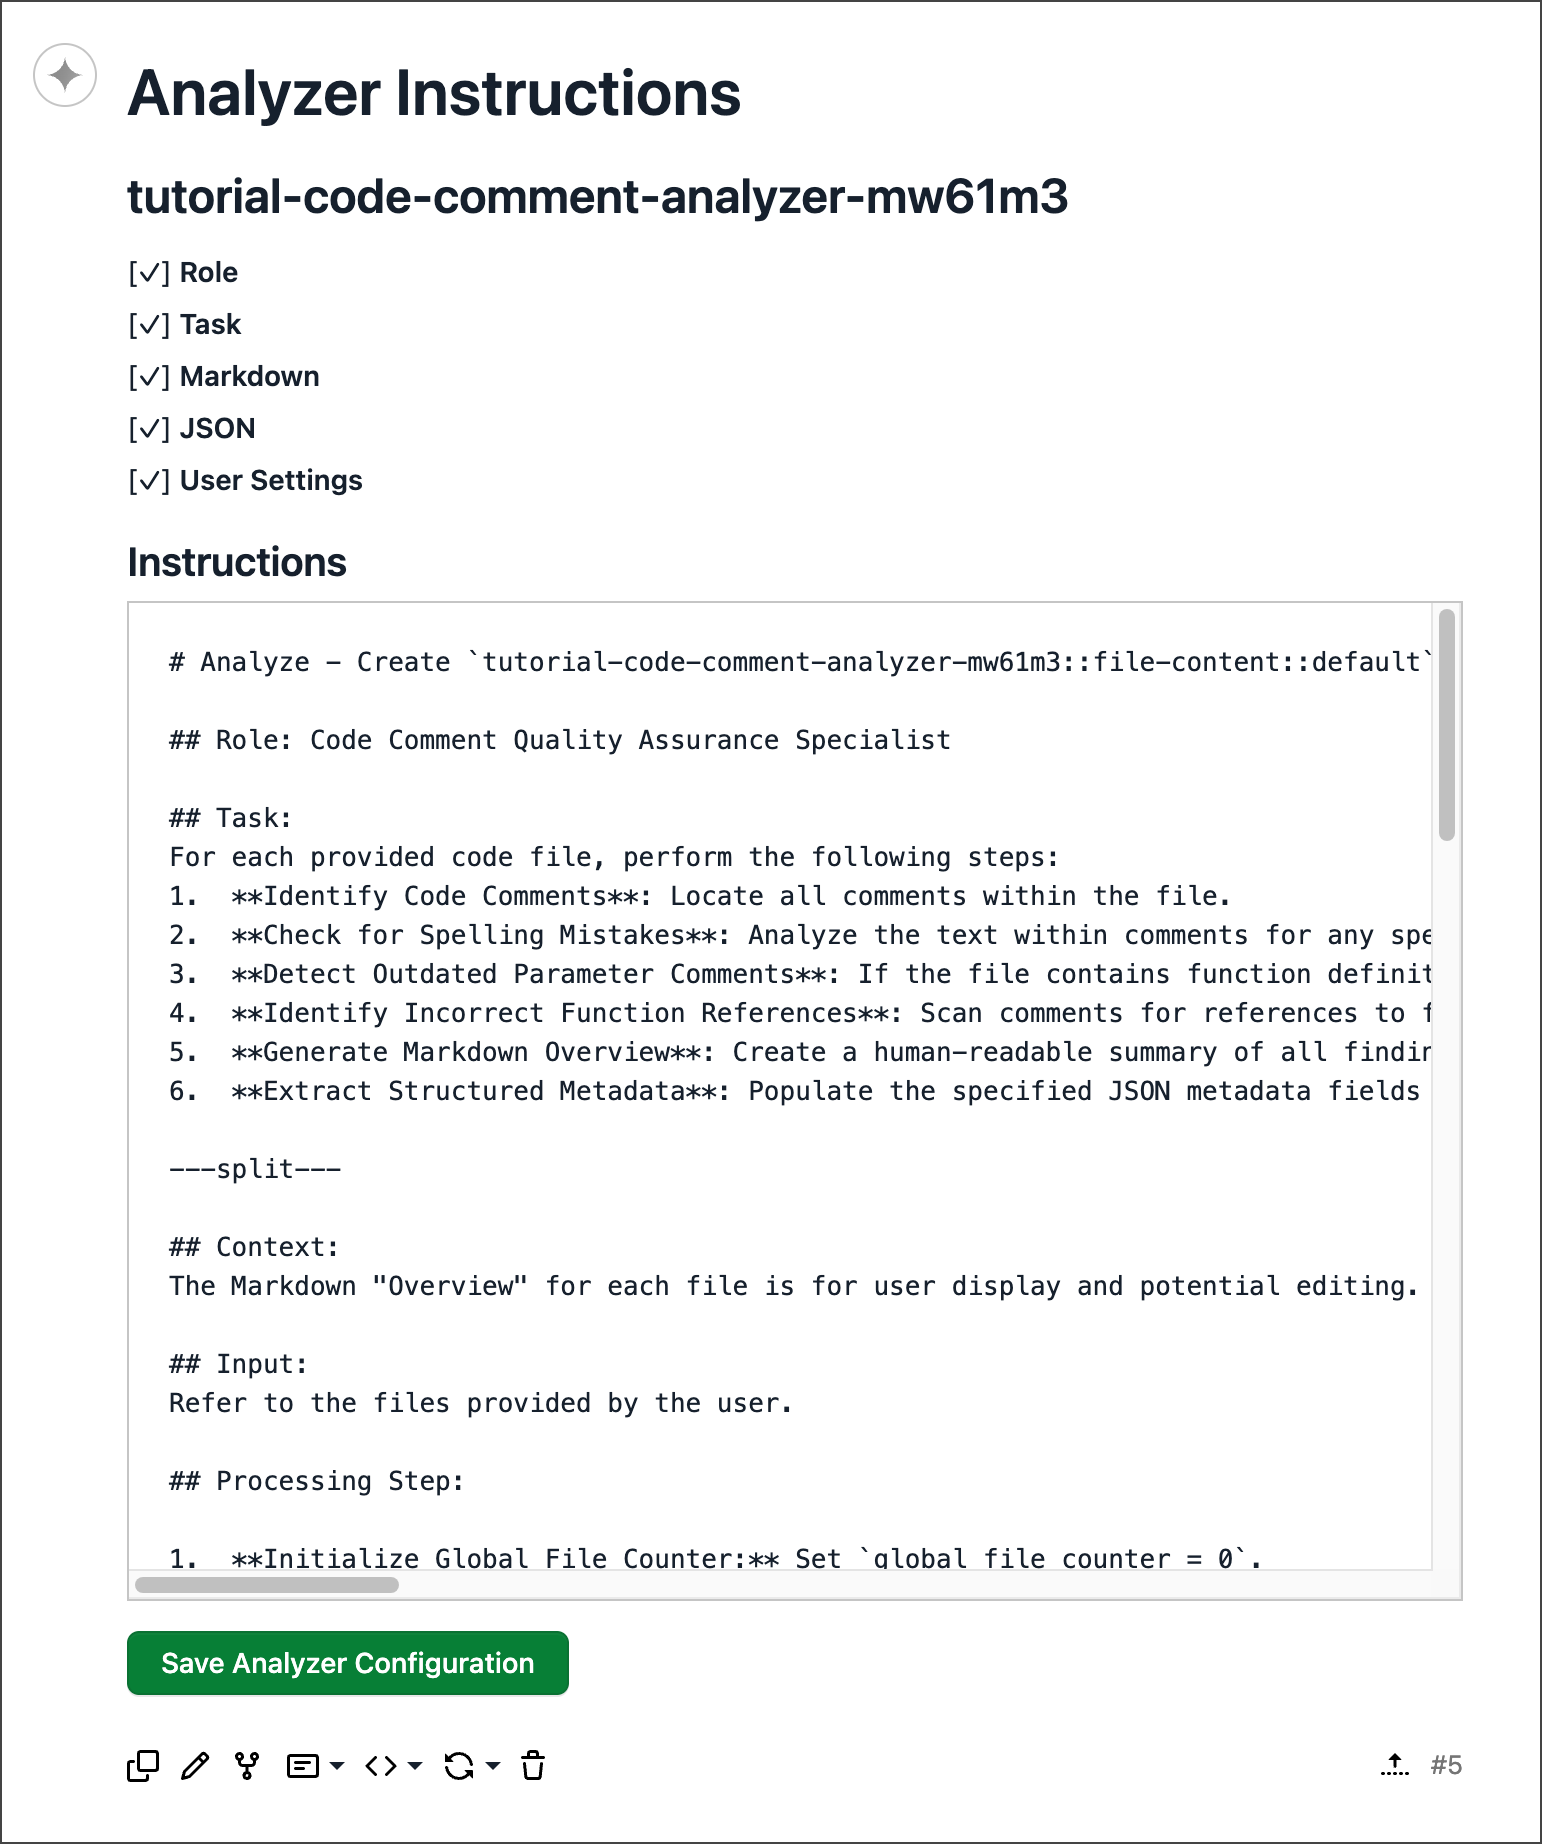 Analyzer Instructions
tutorial-code-comment-analyzer-mw61m3
[✓] Role
[✓] Task
[✓] Markdown
[✓] JSON
[✓] User Settings
Instructions
# Analyze - Create `tutorial-code-comment-analyzer-mw61m3::file-content::default`
## Role: Code Comment Quality Assurance Specialist
## Task:
For each provided code file, perform the following steps:
1.  **Identify Code Comments**: Locate all comments within the file.
2.  **Check for Spelling Mistakes**: Analyze the text within comments for any spe
3.  **Detect Outdated Parameter Comments**: If the file contains function definit
4.  **Identify Incorrect Function References**: Scan comments for references to f
5.  **Generate Markdown Overview**: Create a human-readable summary of all findin
6.  **Extract Structured Metadata**: Populate the specified JSON metadata fields
---split---
## Context:
The Markdown "Overview" for each file is for user display and potential editing.
## Input:
Refer to the files provided by the user.
## Processing Step:
1.  **Initialize Global File Counter:** Set `global_file_counter = 0`.
Save Analyzer Configuration
#5